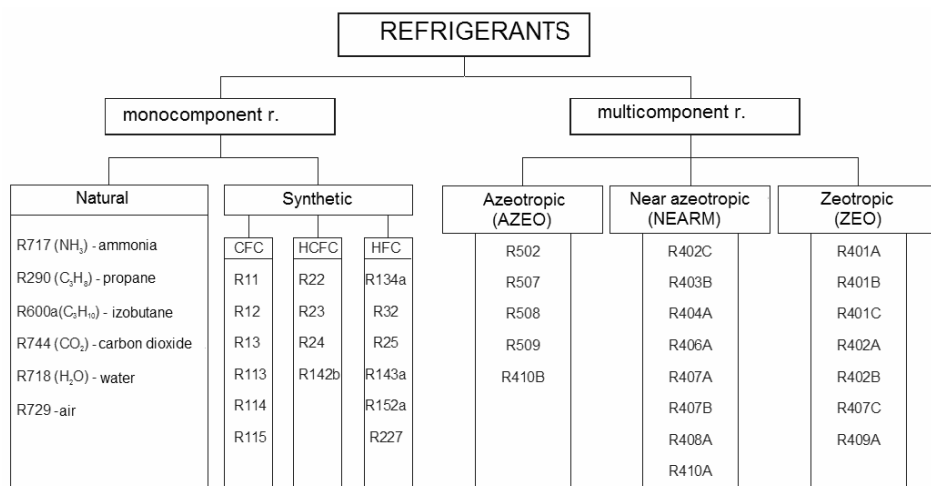 REFRIGERANTS
monocomponent r.
multicomponent r.
Natural
R717 (NH₃) - ammonia
R290 (C₃H₈) - propane
R600a(C₃H₁₀) - izobutane
R744 (CO₂) - carbon dioxide
R718 (H₂O) - water
R729 -air
Synthetic
CFC
R11
R12
R13
R113
R114
R115
HCFC
R22
R23
R24
R142b
HFC
R134a
R32
R25
R143a
R152a
R227
Azeotropic
(AZEO)
R502
R507
R508
R509
R410B
Near azeotropic
(NEARM)
R402C
R403B
R404A
R406A
R407A
R407B
R408A
R410A
Zeotropic
(ZEO)
R401A
R401B
R401C
R402A
R402B
R407C
R409A